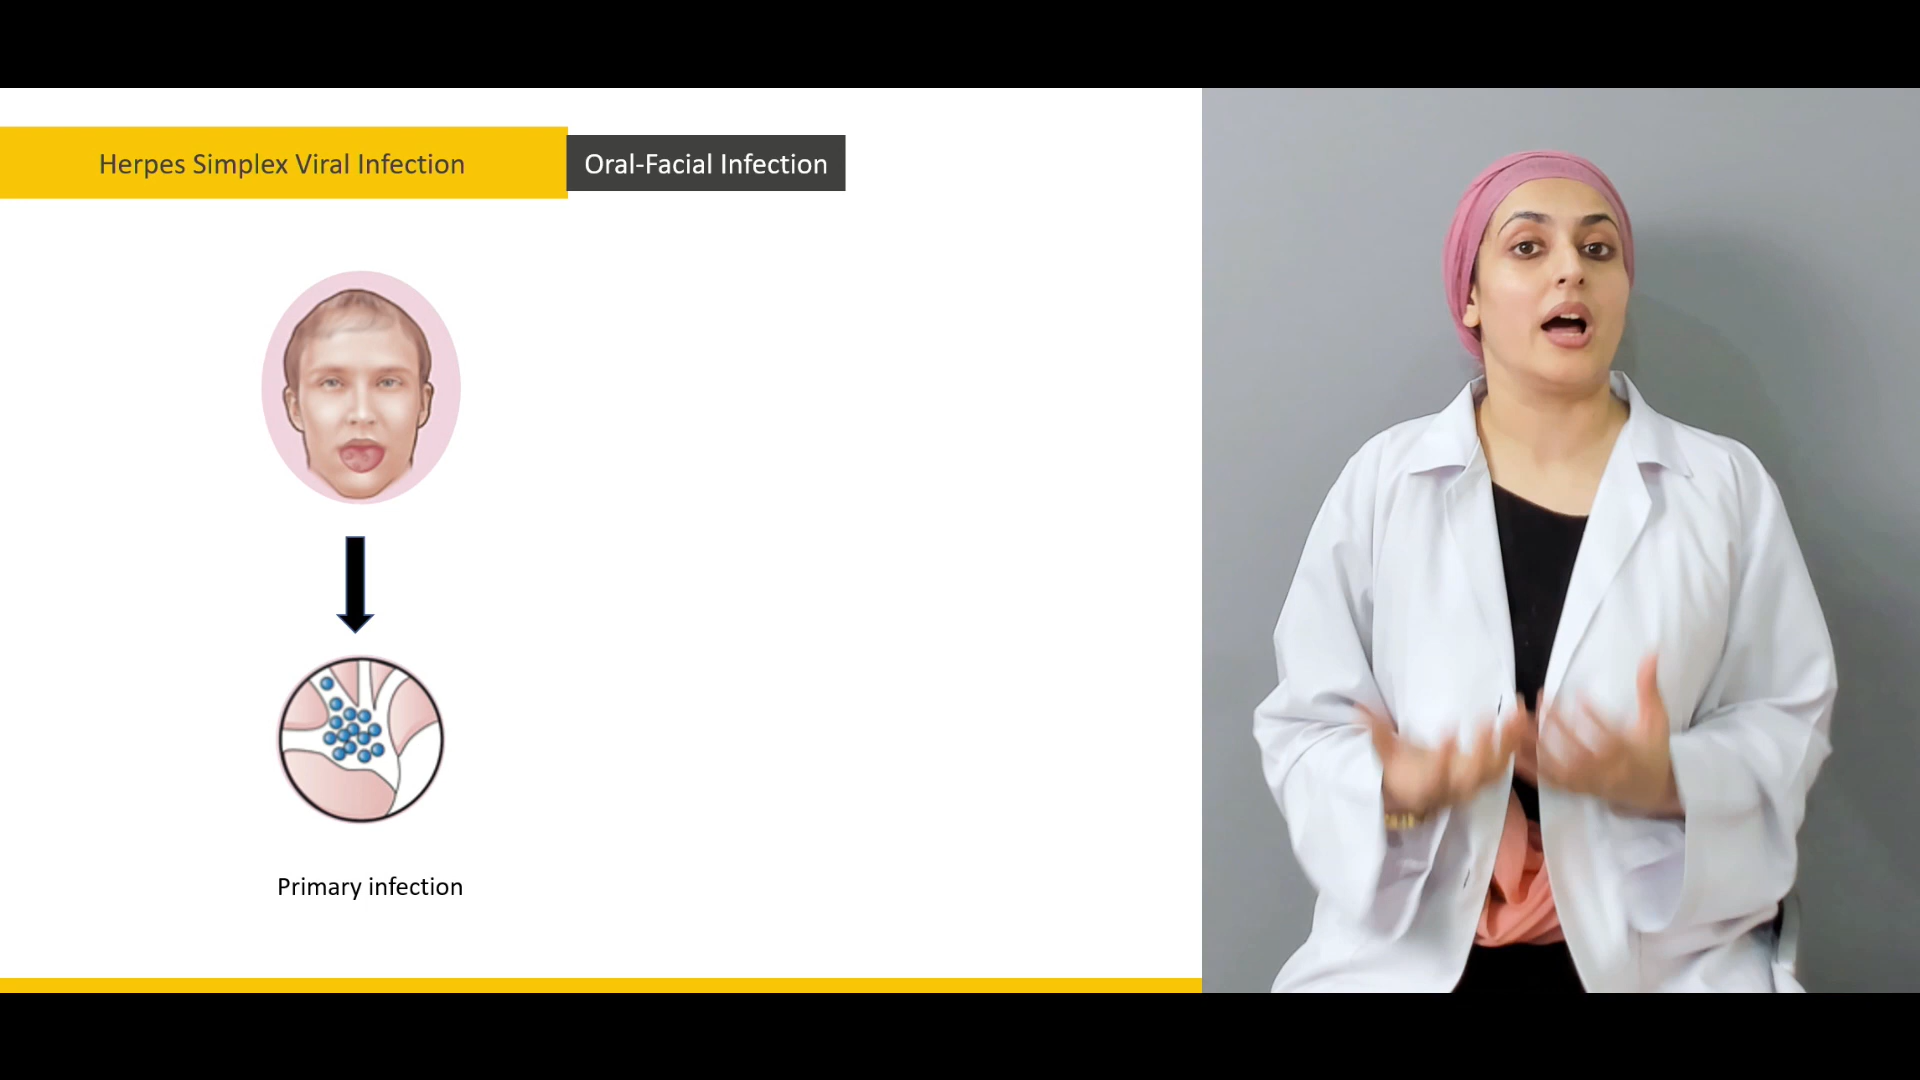 Herpes Simplex Viral Infection
Oral-Facial Infection
Primary infection